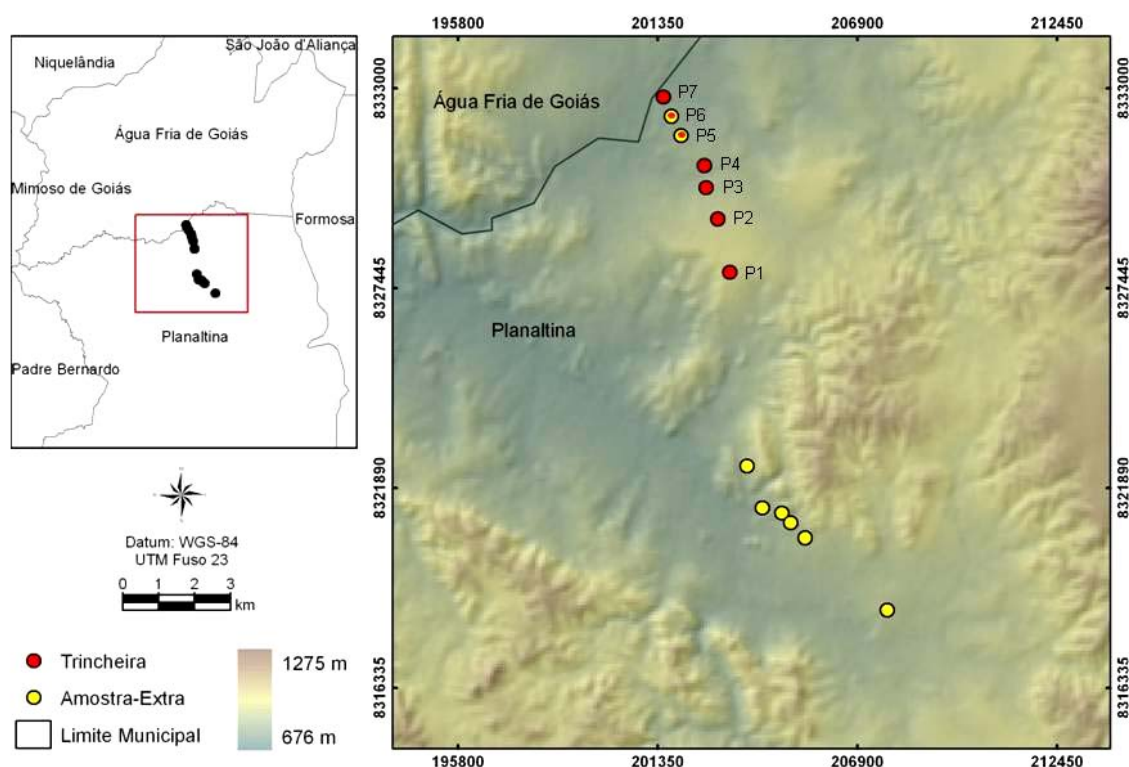 São João d'Aliança
Niquelândia
Água Fria de Goiás
Mimoso de Goiás
Formosa
Planaltina
Padre Bernardo
Datum: WGS-84
UTM Fuso 23
0 1 2 3
km
Trincheira
Amostra-Extra
Limite Municipal
1275 m
676 m
195800 201350 206900 212450
8333000 8333000
Água Fria de Goiás
P7
P6
P5
P4
P3
P2
P1
8327445 8327445
Planaltina
8321890 8321890
8316335 8316335
195800 201350 206900 212450